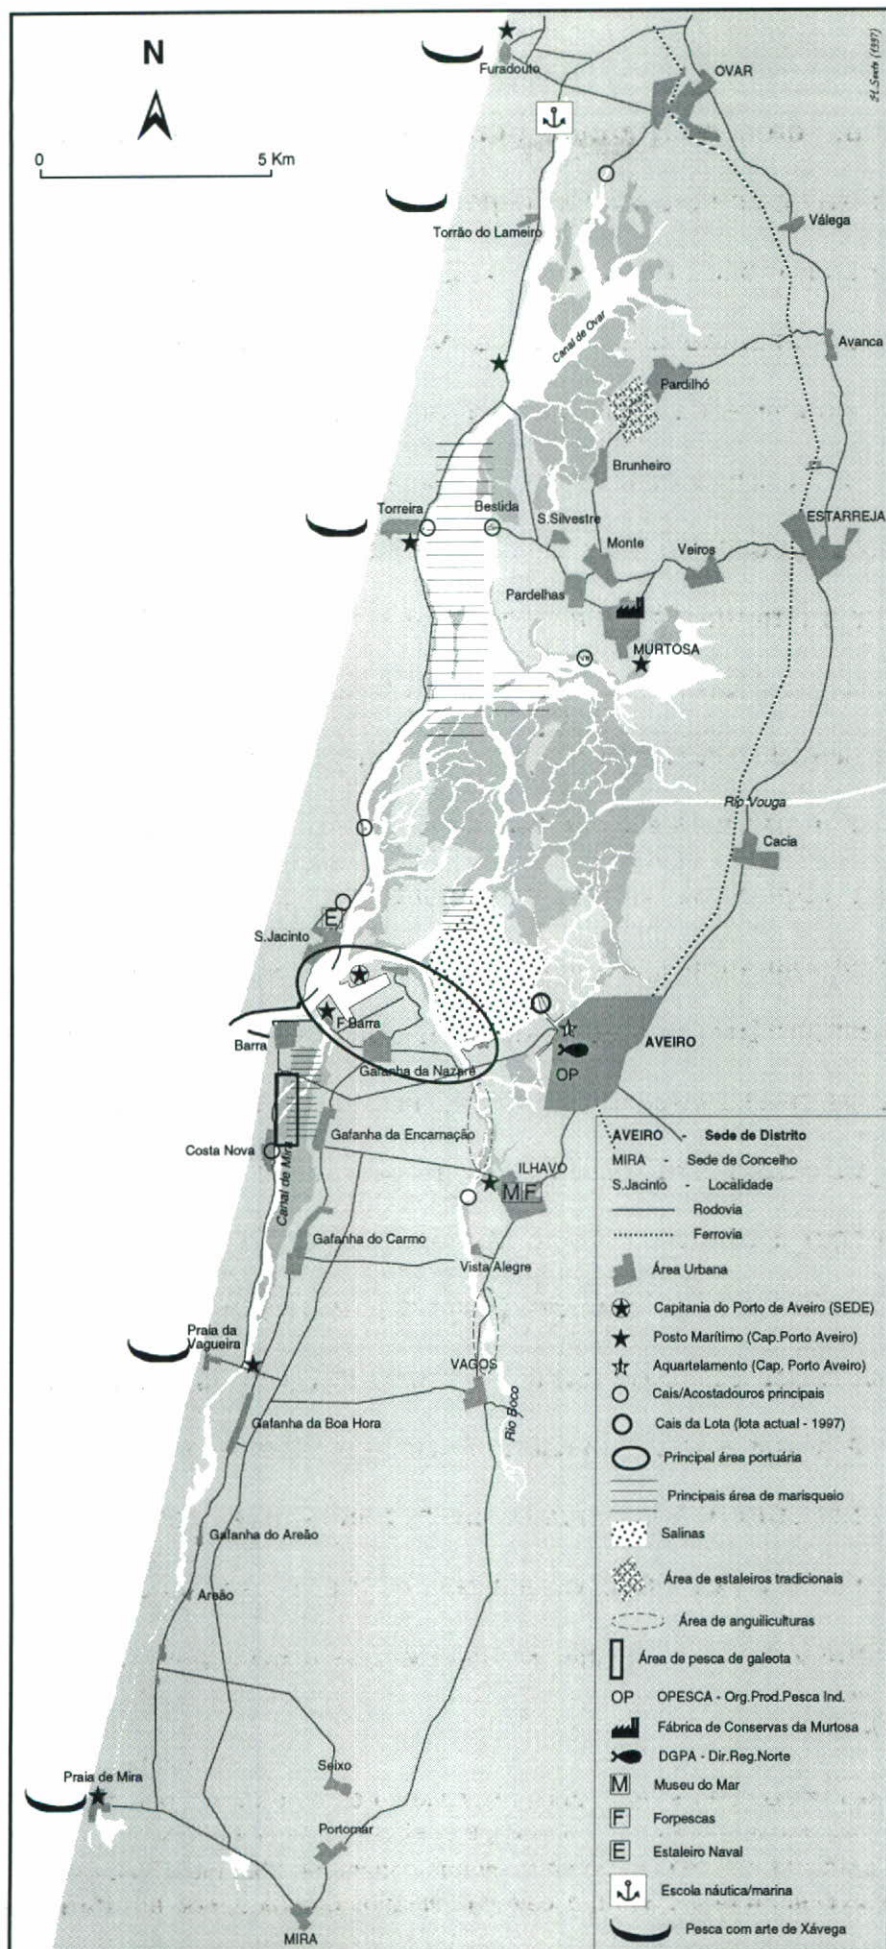 N
0 5 Km
Furadouro
OVAR
Torrão do Lameiro
Válega
Canal de Ovar
Avanca
Pardilhó
Brunheiro
Torreira
Bestida
S.Silvestre
ESTARREJA
Monte
Veiros
Pardelhas
MURTOSA
Rio Vouga
Cacia
E
S.Jacinto
F.Barra
Barra
AVEIRO
Gafanha da Nazaré
OP
Gafanha da Encarnação
Costa Nova
Canal de Mira
ILHAVO
M F
Gafanha do Carmo
Vista Alegre
Praia da
Vagueira
VAGOS
Rio Boco
Gafanha da Boa Hora
Gafanha do Areão
Areão
Seixo
Praia de Mira
Portomar
MIRA
AVEIRO - Sede de Distrito
MIRA - Sede de Concelho
S.Jacinto - Localidade
Rodovia
Ferrovia
Área Urbana
Capitania do Porto de Aveiro (SEDE)
Posto Marítimo (Cap.Porto Aveiro)
Aquartelamento (Cap. Porto Aveiro)
Cais/Acostadouros principais
Cais da Lota (lota actual - 1997)
Principal área portuária
Principais área de marisqueio
Salinas
Área de estaleiros tradicionais
Área de anguiliculturas
Área de pesca de galeota
OP OPESCA - Org.Prod.Pesca Ind.
Fábrica de Conservas da Murtosa
DGPA - Dir.Reg.Norte
M Museu do Mar
F Forpescas
E Estaleiro Naval
Escola náutica/marina
Pesca com arte de Xávega